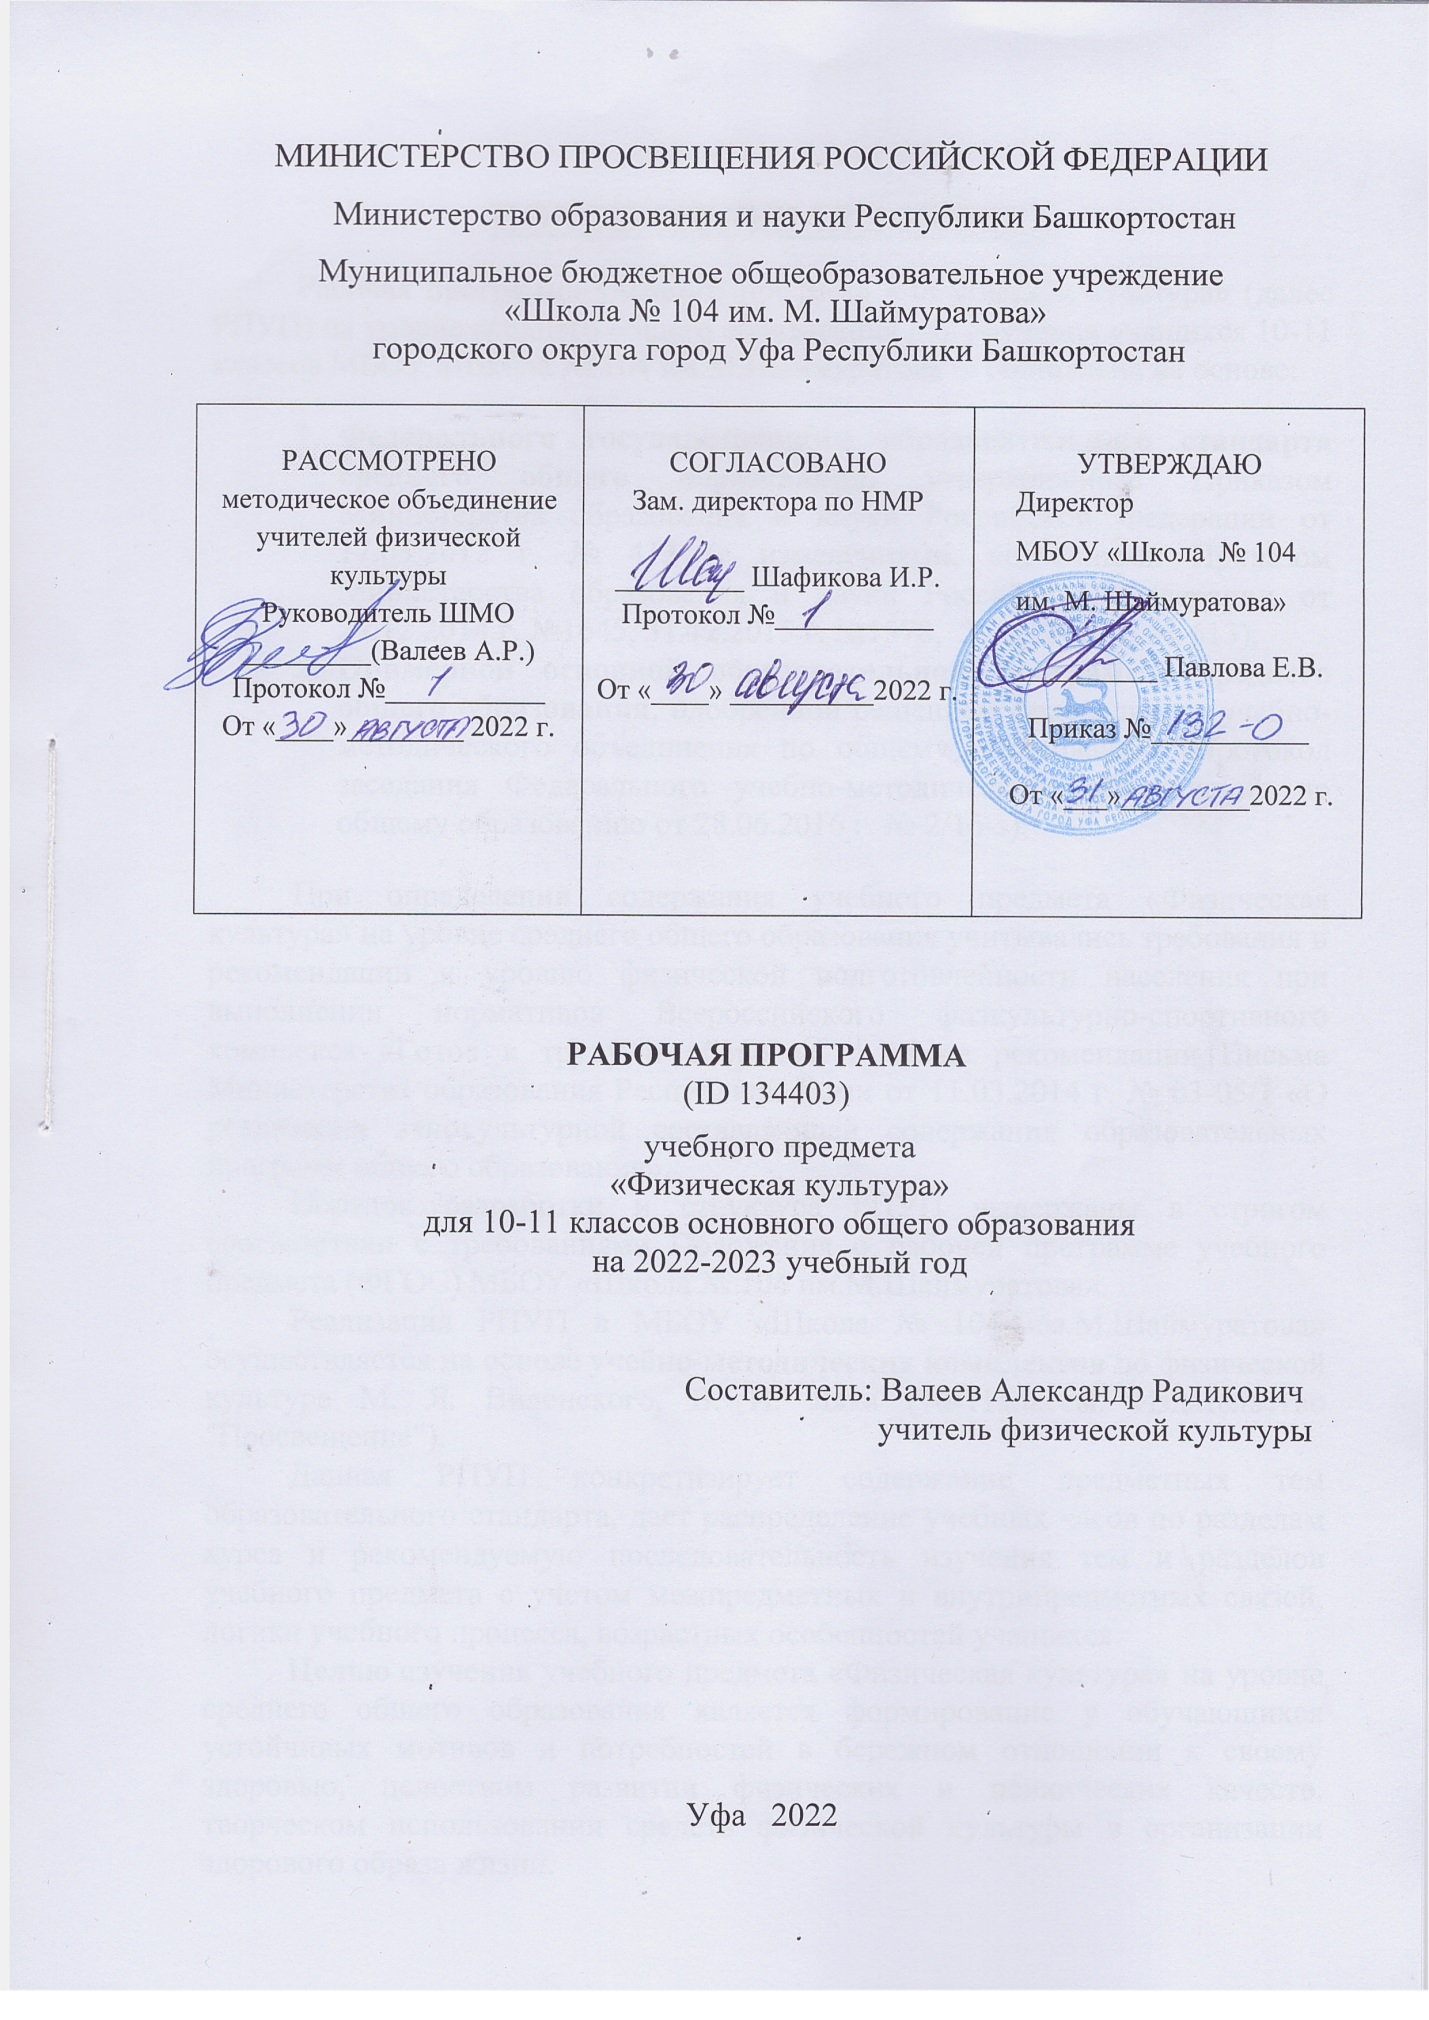 МИНИСТЕРСТВО ПРОСВЕЩЕНИЯ РОССИЙСКОЙ ФЕДЕРАЦИИ
Министерство образования и науки Республики Башкортостан
Муниципальное бюджетное общеобразовательное учреждение
«Школа № 104 им. М. Шаймуратова»
городского округа город Уфа Республики Башкортостан
РАССМОТРЕНО
методическое объединение
учителей физической
культуры
Руководитель ШМО
(Валеев А.Р.)
Протокол № 1
От «30» августа 2022 г.
СОГЛАСОВАНО
Зам. директора по НМР
Шафикова И.Р.
Протокол № 1
От « 30 » августа 2022 г.
УТВЕРЖДАЮ
Директор
МБОУ «Школа № 104
им. М. Шаймуратова»
Павлова Е.В.
Приказ № 132-О
От «31» августа 2022 г.
РАБОЧАЯ ПРОГРАММА
(ID 134403)
учебного предмета
«Физическая культура»
для 10-11 классов основного общего образования
на 2022-2023 учебный год
Составитель: Валеев Александр Радикович
учитель физической культуры
Уфа 2022